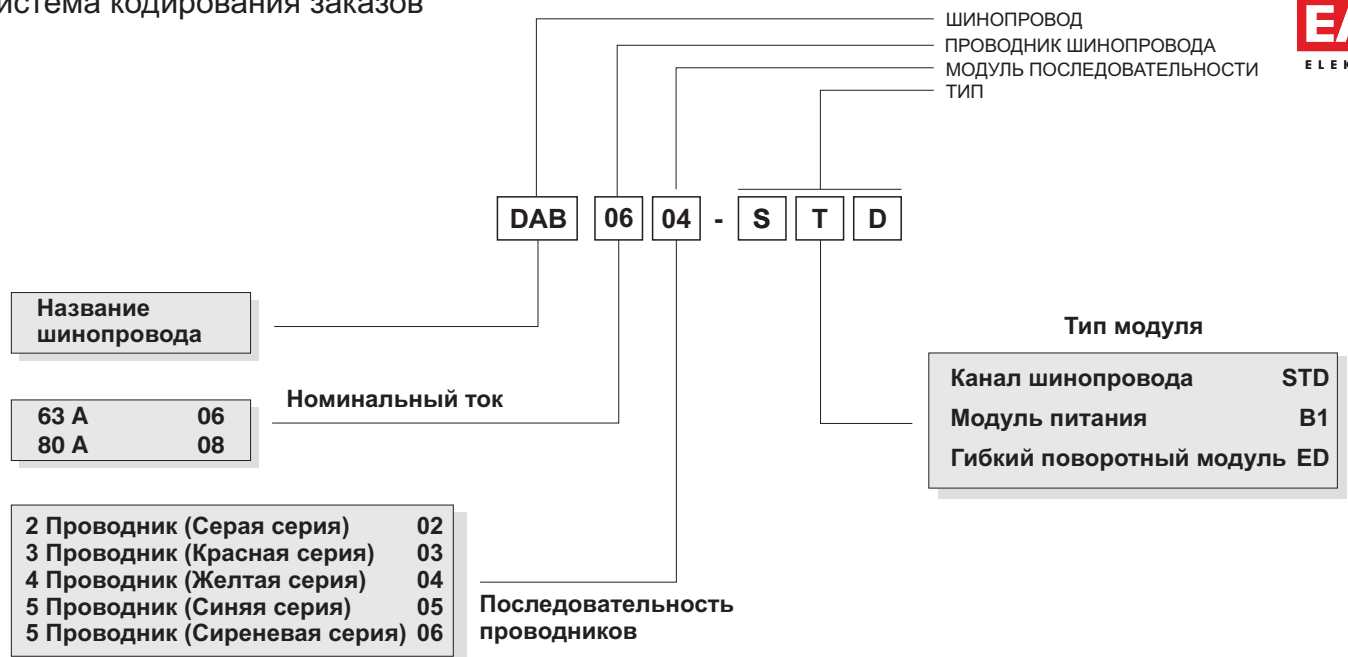 истема кодирования заказов
ШИНОПРОВОД
ПРОВОДНИК ШИНОПРОВОДА
МОДУЛЬ ПОСЛЕДОВАТЕЛЬНОСТИ
ТИП
DAB 06 04 - S T D
Название
шинопровода
Номинальный ток
63 A 06
80 A 08
2 Проводник (Серая серия) 02
3 Проводник (Красная серия) 03
4 Проводник (Желтая серия) 04
5 Проводник (Синяя серия) 05
5 Проводник (Сиреневая серия) 06
Последовательность
проводников
Тип модуля
Канал шинопровода STD
Модуль питания B1
Гибкий поворотный модуль ED